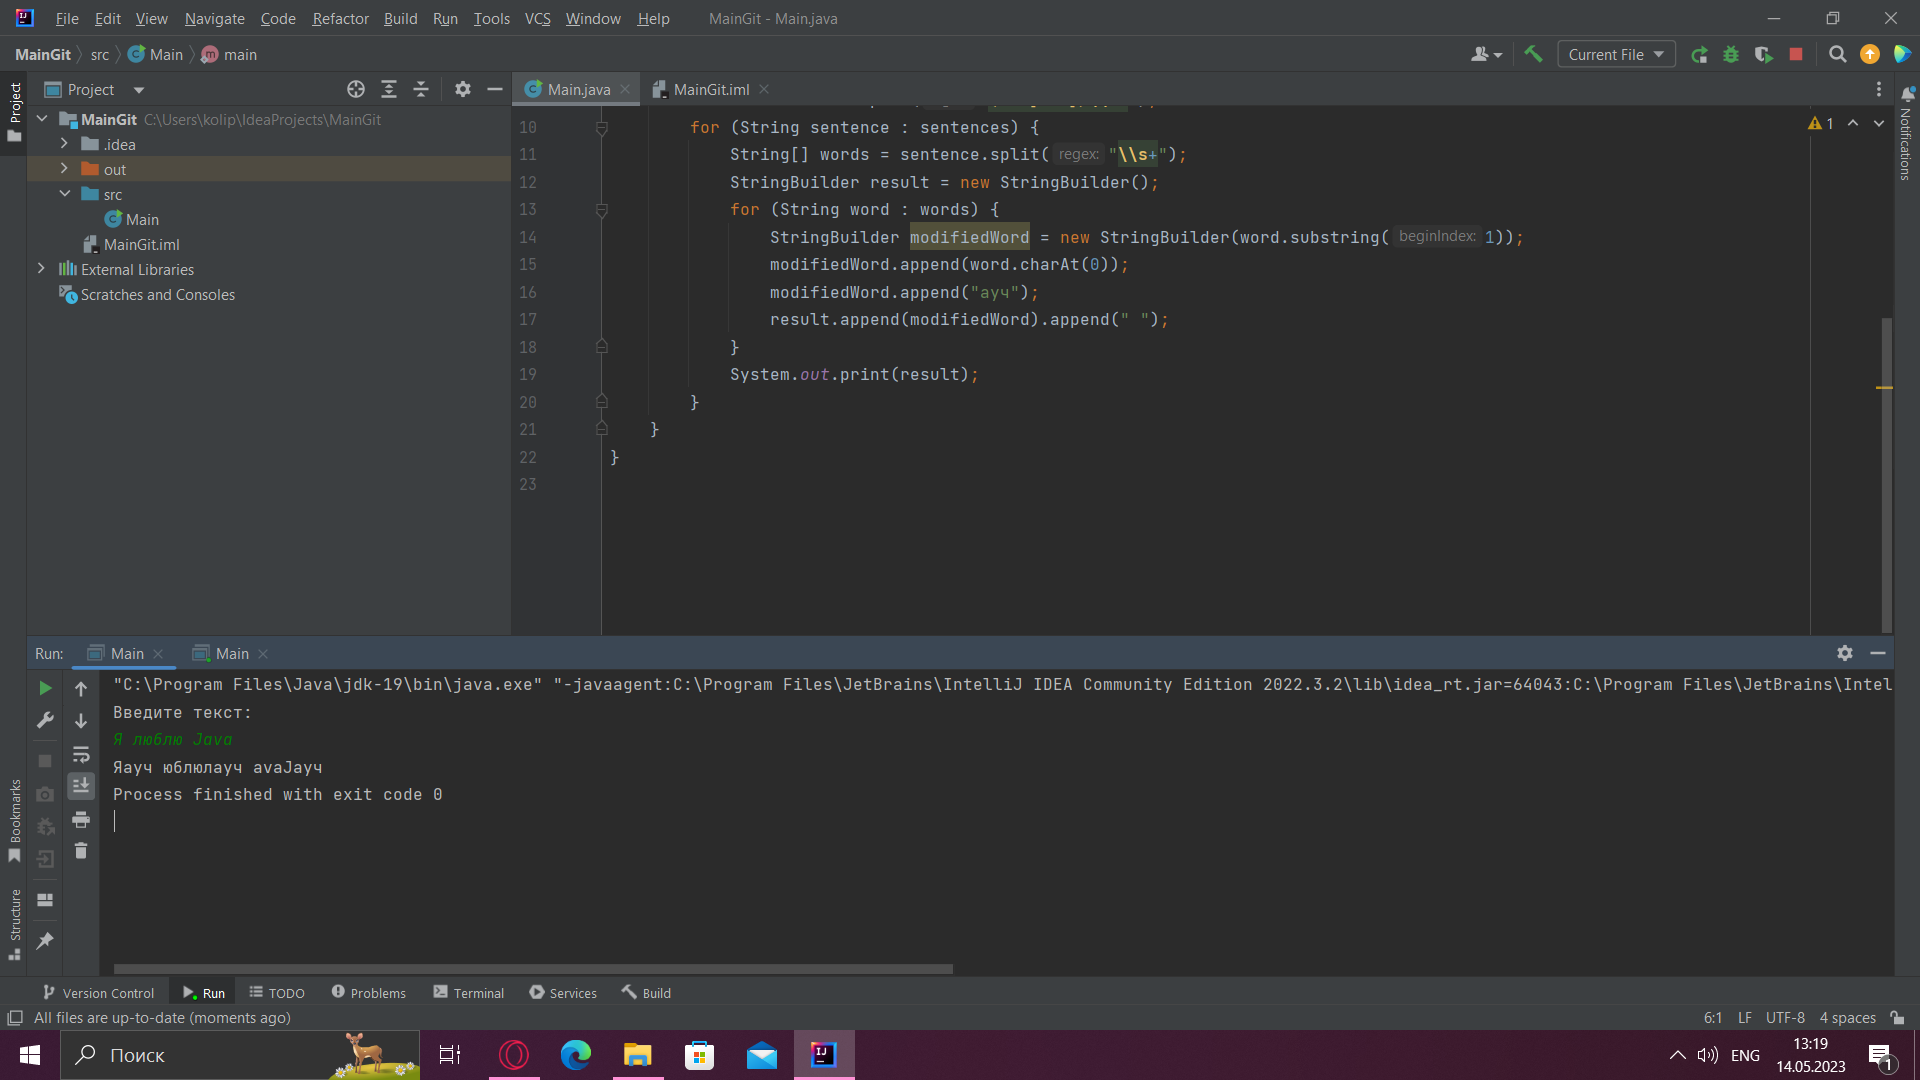 File Edit View Navigate Code Refactor Build Run Tools VCS Window Help MainGit - Main.java
MainGit src Main main Current File
Project
Project Main.java MainGit.iml
MainGit C:\Users\kolip\IdeaProjects\MainGit
.idea
out
src
Main
MainGit.iml
External Libraries
Scratches and Consoles
1
Notifications
10 for (String sentence : sentences) {
11 String[] words = sentence.split( regex: "\\s+");
12 StringBuilder result = new StringBuilder();
13 for (String word : words) {
14 StringBuilder modifiedWord = new StringBuilder(word.substring( beginIndex: 1));
15 modifiedWord.append(word.charAt(0));
16 modifiedWord.append("ауч");
17 result.append(modifiedWord).append(" ");
18 }
19 System.out.print(result);
20 }
21 }
22 }
23
Run: Main Main
"C:\Program Files\Java\jdk-19\bin\java.exe" "-javaagent:C:\Program Files\JetBrains\IntelliJ IDEA Community Edition 2022.3.2\lib\idea_rt.jar=64043:C:\Program Files\JetBrains\Intel
Введите текст:
Я люблю Java
Яауч юблюлауч avaJауч
Process finished with exit code 0
Bookmarks
Structure
Version Control Run TODO Problems Terminal Services Build
All files are up-to-date (moments ago) 6:1 LF UTF-8 4 spaces
Поиск IJ ENG 13:19
14.05.2023 1